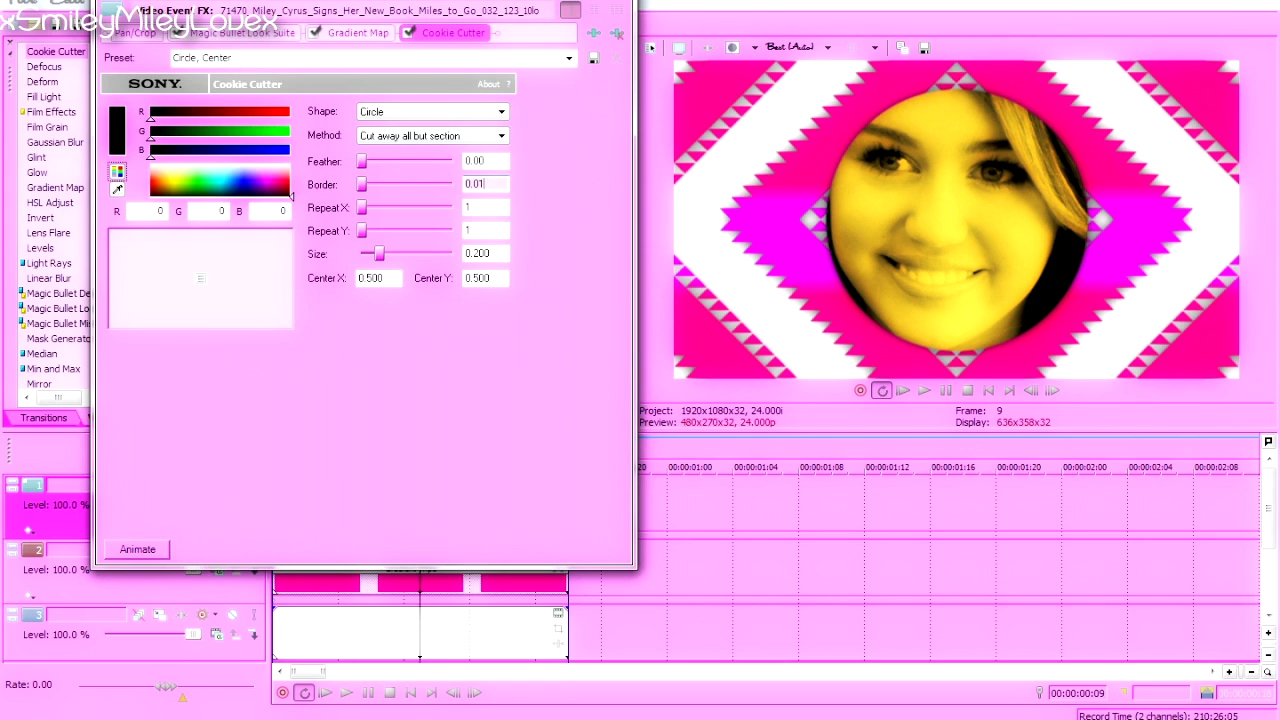 xSmileyMileyLovex
Video Event FX: 71470_Miley_Cyrus_Signs_Her_New_Book_Miles_to_Go_032_123_10lo
Pan/Crop Magic Bullet Look Suite Gradient Map Cookie Cutter
Preset: Circle, Center
SONY. Cookie Cutter About ?
R
G
B
R 0 G 0 B 0
Shape: Circle
Method: Cut away all but section
Feather: 0.00
Border: 0.01
Repeat X: 1
Repeat Y: 1
Size: 0.200
Center X: 0.500 Center Y: 0.500
Animate
Cookie Cutter
Defocus
Deform
Fill Light
Film Effects
Film Grain
Gaussian Blur
Glint
Glow
Gradient Map
HSL Adjust
Invert
Lens Flare
Levels
Light Rays
Linear Blur
Magic Bullet De
Magic Bullet Lo
Magic Bullet Mi
Mask Generato
Median
Min and Max
Mirror
Transitions
Best (Auto)
Project: 1920x1080x32, 24.000i
Preview: 480x270x32, 24.000p
Frame: 9
Display: 636x358x32
20 00:00:01:00 00:00:01:04 00:00:01:08 00:00:01:12 00:00:01:16 00:00:01:20 00:00:02:00 00:00:02:04 00:00:02:08
1
Level: 100.0 %
2
Level: 100.0 %
3
Level: 100.0 %
Rate: 0.00
00:00:00:09
Record Time (2 channels): 210:26:05